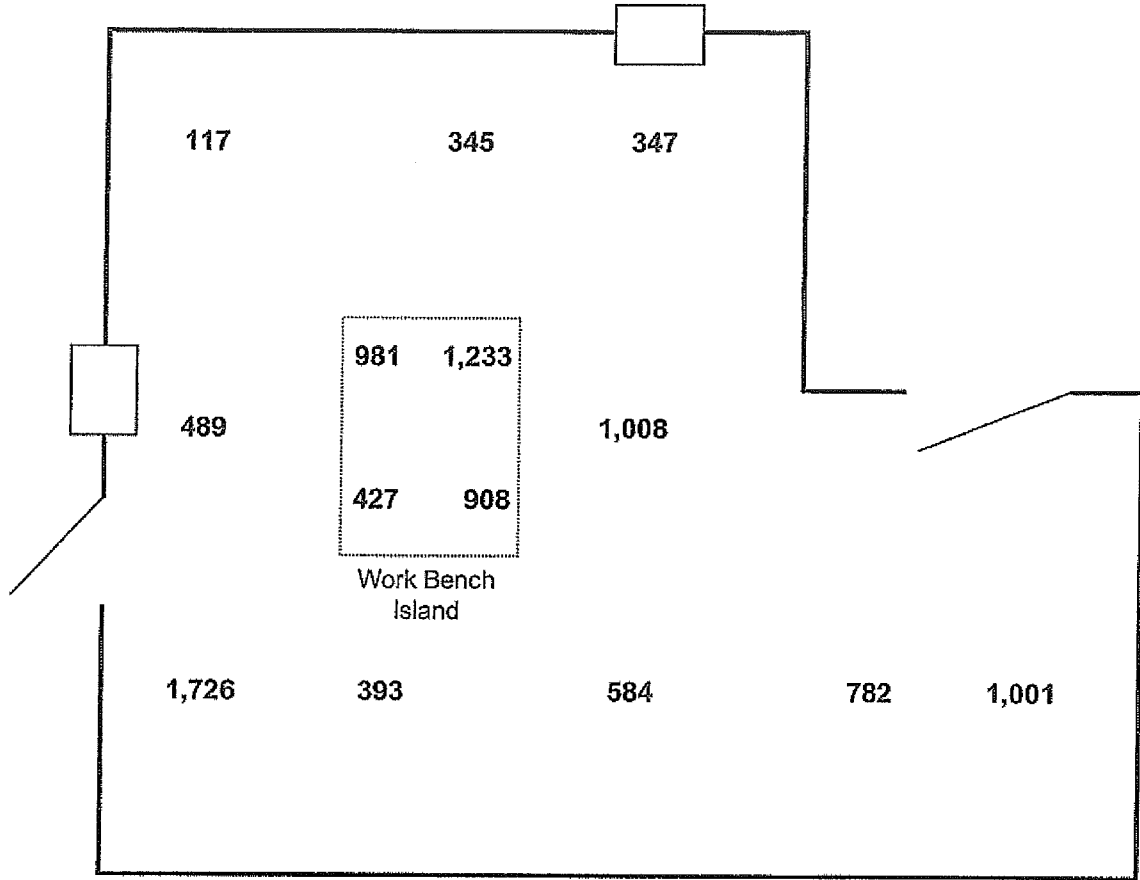 117 345 347
981 1,233
489 1,008
427 908
Work Bench
Island
1,726 393 584 782 1,001